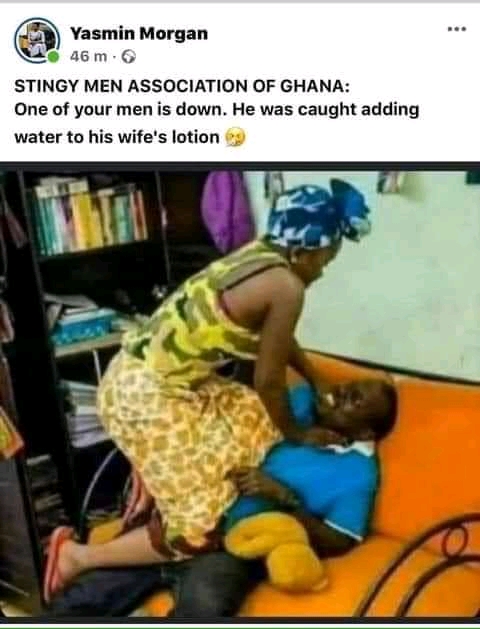 Yasmin Morgan
46 m ·
STINGY MEN ASSOCIATION OF GHANA:
One of your men is down. He was caught adding
water to his wife's lotion 🤧